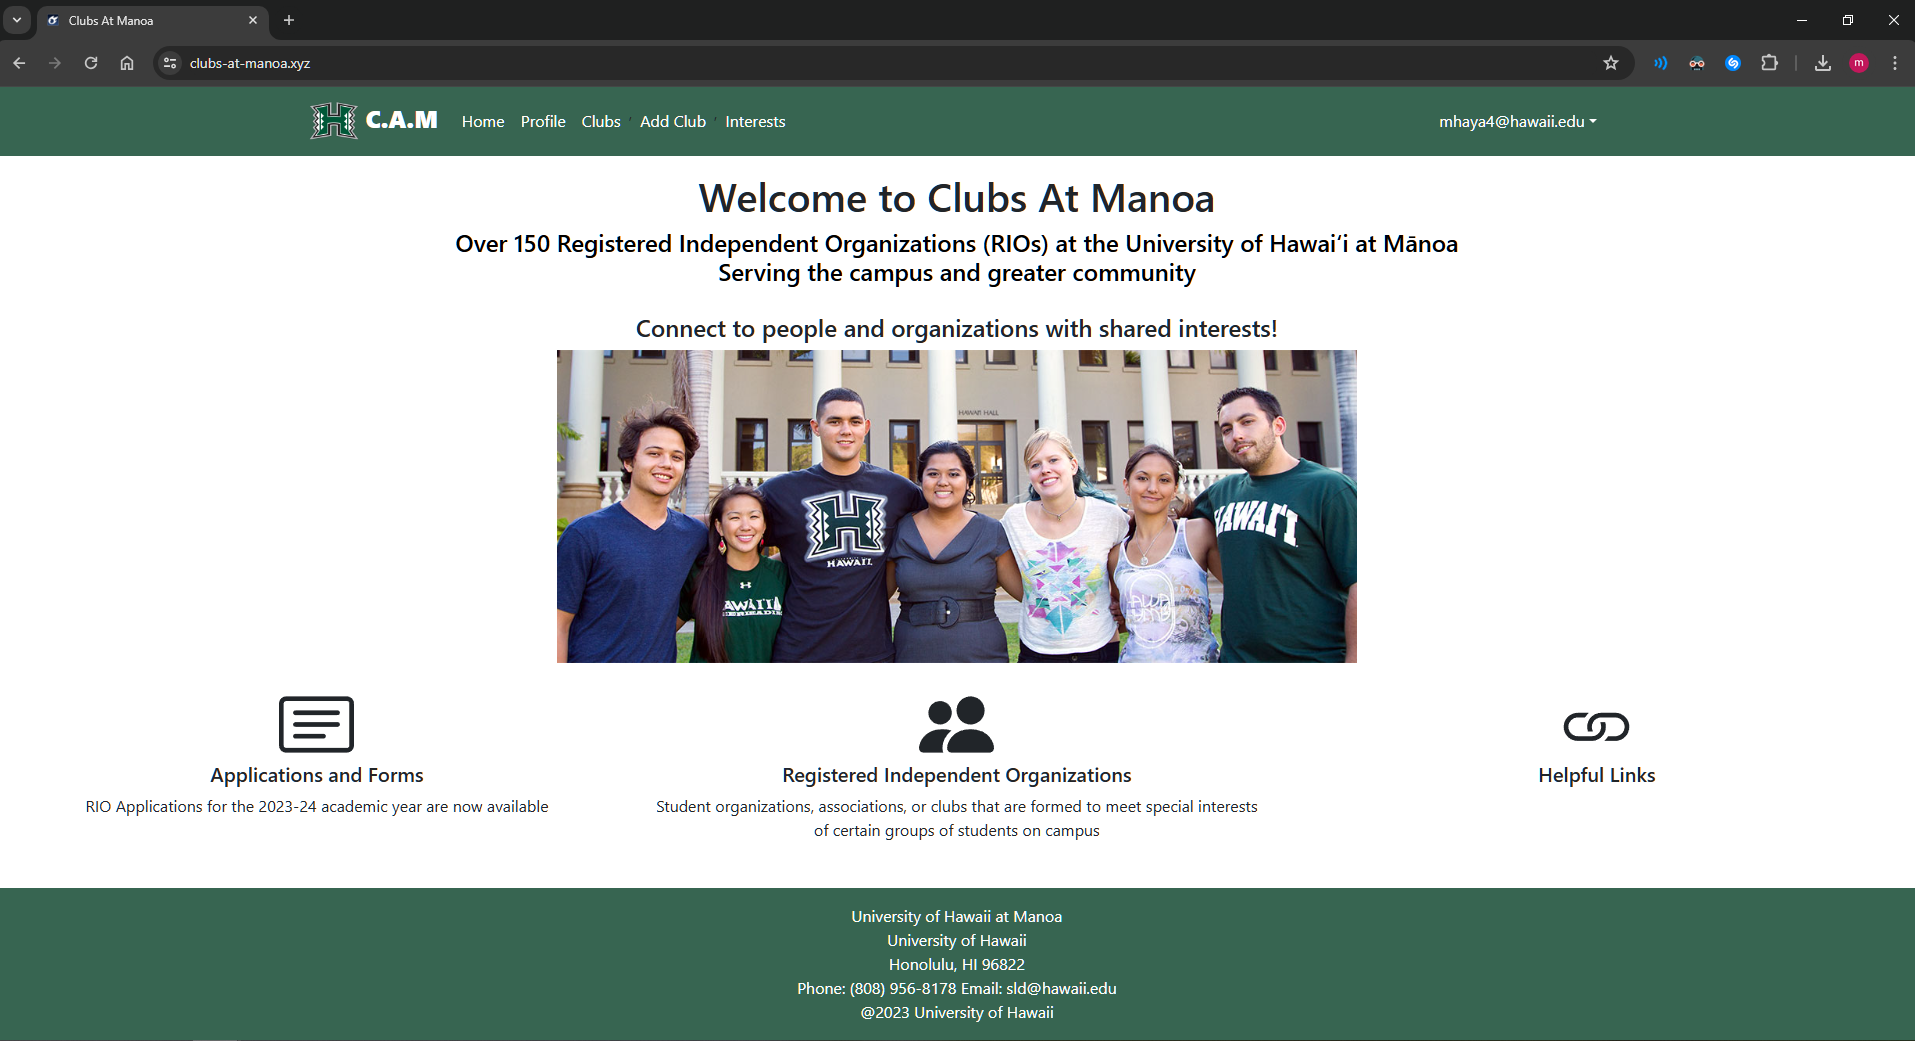 Clubs At Manoa
clubs-at-manoa.xyz
m
H C.A.M Home Profile Clubs Add Club Interests mhaya4@hawaii.edu
Welcome to Clubs At Manoa
Over 150 Registered Independent Organizations (RIOs) at the University of Hawai‘i at Mānoa
Serving the campus and greater community
Connect to people and organizations with shared interests!
HAWAII HALL
H
HAWAI'I
HAWAI'I
Applications and Forms
RIO Applications for the 2023-24 academic year are now available
Registered Independent Organizations
Student organizations, associations, or clubs that are formed to meet special interests
of certain groups of students on campus
Helpful Links
University of Hawaii at Manoa
University of Hawaii
Honolulu, HI 96822
Phone: (808) 956-8178 Email: sld@hawaii.edu
@2023 University of Hawaii